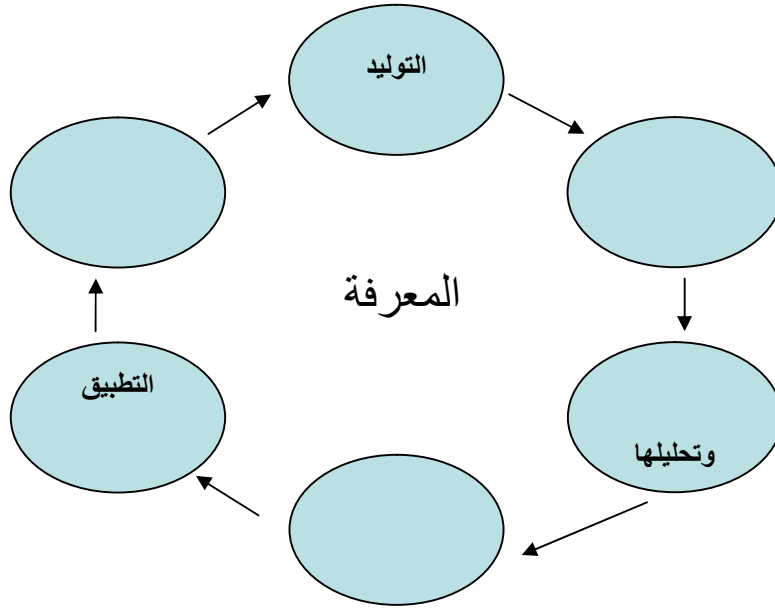 التوليد
المعرفة
التطبيق
وتحليلها